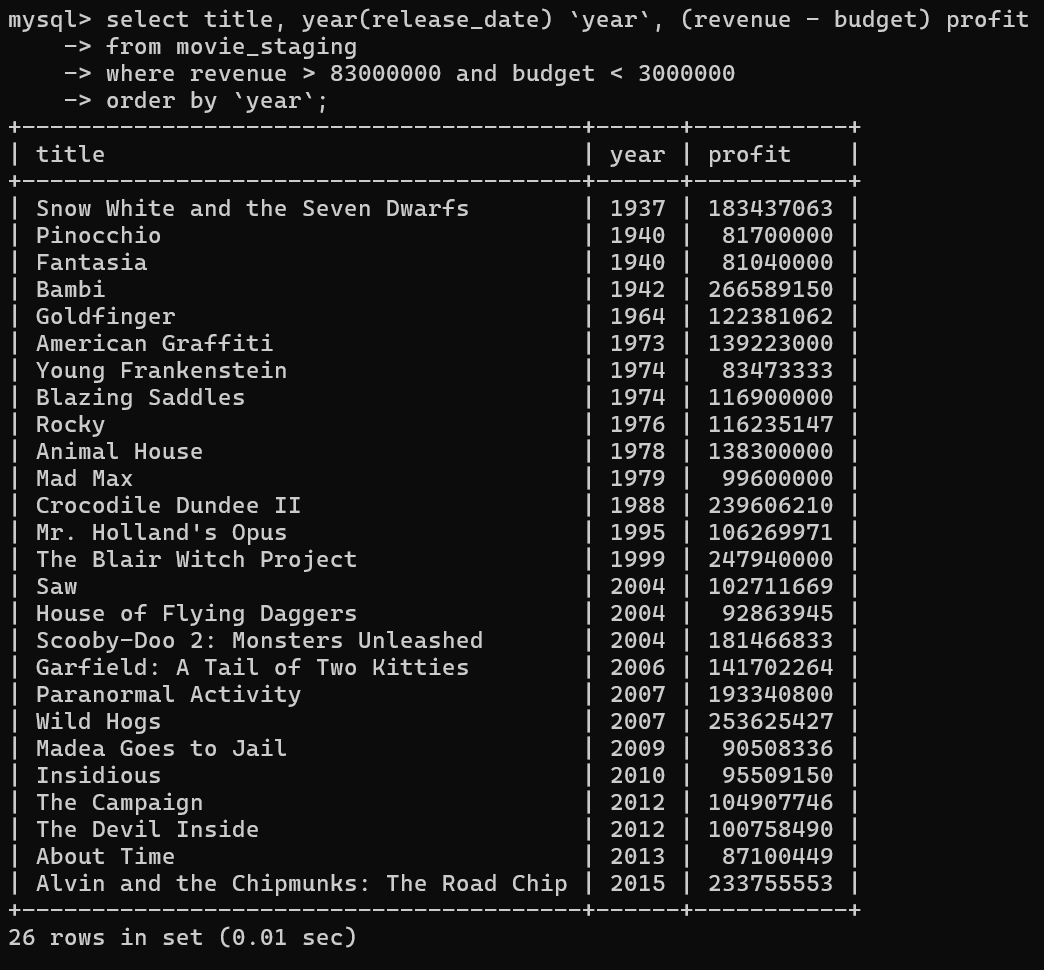 mysql> select title, year(release_date) `year`, (revenue - budget) profit
    -> from movie_staging
    -> where revenue > 83000000 and budget < 3000000
    -> order by `year`;
+----------------------------------------+------+-----------+
| title                                  | year | profit    |
+----------------------------------------+------+-----------+
| Snow White and the Seven Dwarfs        | 1937 | 183437063 |
| Pinocchio                              | 1940 |  81700000 |
| Fantasia                               | 1940 |  81040000 |
| Bambi                                  | 1942 | 266589150 |
| Goldfinger                             | 1964 | 122381062 |
| American Graffiti                      | 1973 | 139223000 |
| Young Frankenstein                     | 1974 |  83473333 |
| Blazing Saddles                        | 1974 | 116900000 |
| Rocky                                  | 1976 | 116235147 |
| Animal House                           | 1978 | 138300000 |
| Mad Max                                | 1979 |  99600000 |
| Crocodile Dundee II                    | 1988 | 239606210 |
| Mr. Holland's Opus                     | 1995 | 106269971 |
| The Blair Witch Project                | 1999 | 247940000 |
| Saw                                    | 2004 | 102711669 |
| House of Flying Daggers                | 2004 |  92863945 |
| Scooby-Doo 2: Monsters Unleashed       | 2004 | 181466833 |
| Garfield: A Tail of Two Kitties        | 2006 | 141702264 |
| Paranormal Activity                    | 2007 | 193340800 |
| Wild Hogs                              | 2007 | 253625427 |
| Madea Goes to Jail                     | 2009 |  90508336 |
| Insidious                              | 2010 |  95509150 |
| The Campaign                           | 2012 | 104907746 |
| The Devil Inside                       | 2012 | 100758490 |
| About Time                             | 2013 |  87100449 |
| Alvin and the Chipmunks: The Road Chip | 2015 | 233755553 |
+----------------------------------------+------+-----------+
26 rows in set (0.01 sec)